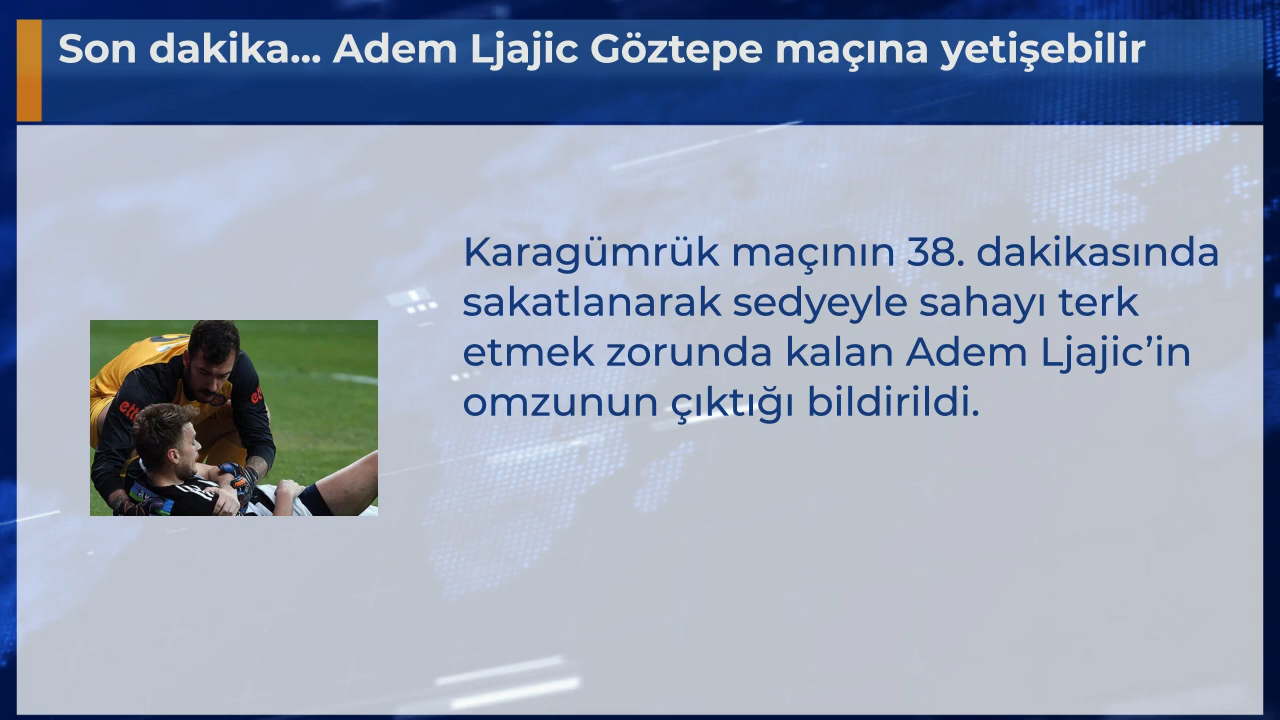 Son dakika... Adem Ljajic Göztepe maçına yetişebilir
Karagümrük maçının 38. dakikasında
sakatlanarak sedyeyle sahayı terk
etmek zorunda kalan Adem Ljajic’in
omzunun çıktığı bildirildi.